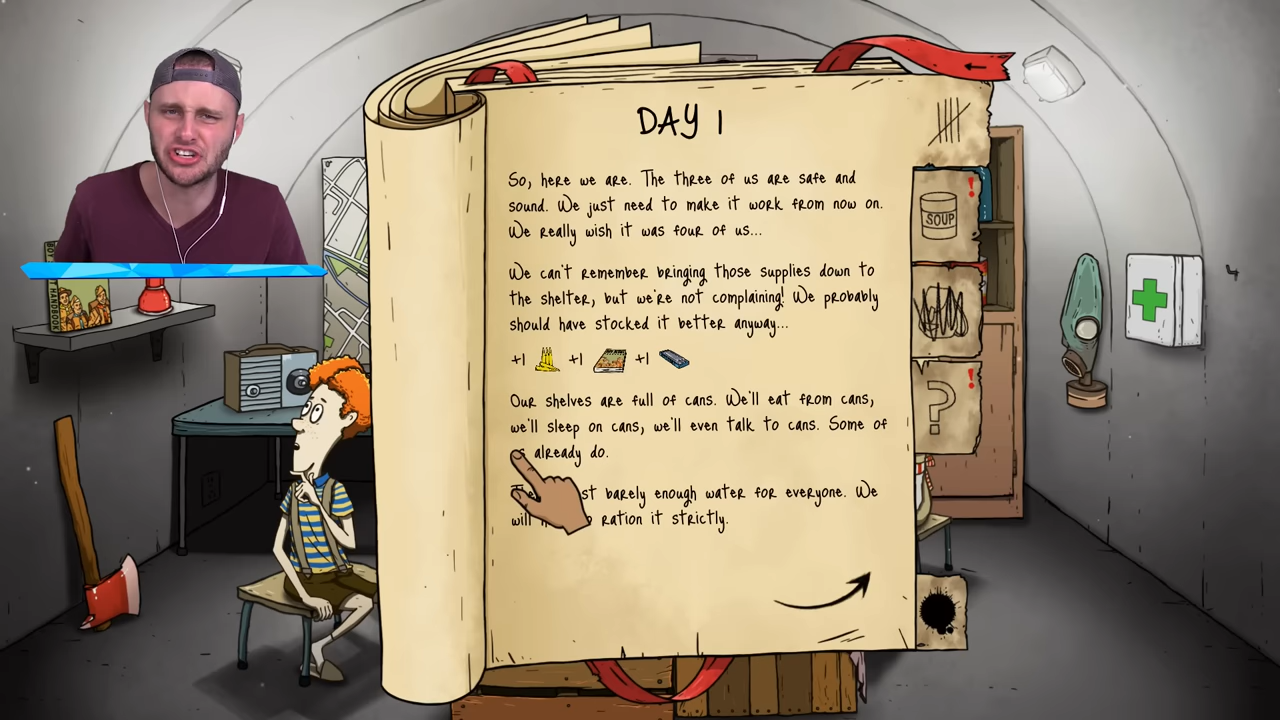 DAY 1
So, here we are. The three of us are safe and
sound. We just need to make it work from now on.
We really wish it was four of us...
We can't remember bringing those supplies down to
the shelter, but we're not complaining! We probably
should have stocked it better anyway...
+1 +1 +1
Our shelves are full of cans. We'll eat from cans,
we'll sleep on cans, we'll even talk to cans. Some of
already do.
barely enough water for everyone. We
will ration it strictly.
SOUP
!
?
!
HANDBOOK